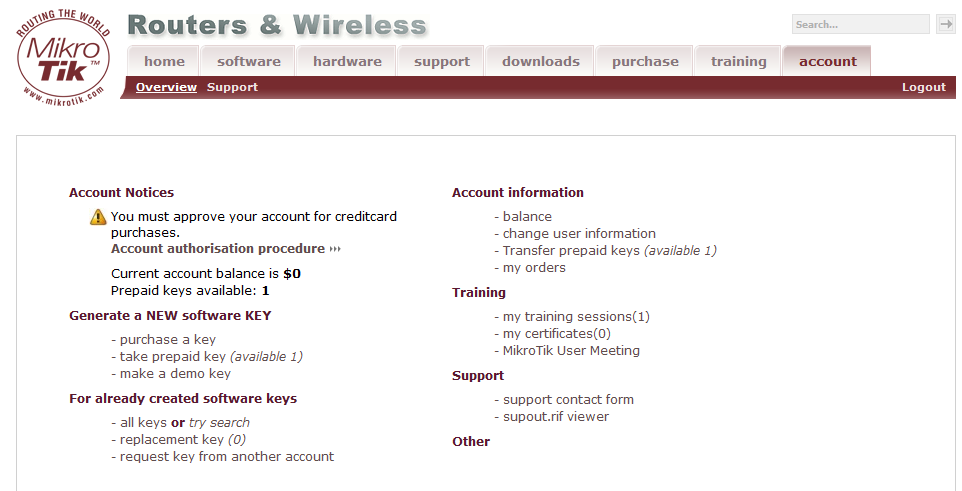 ROUTING THE WORLD
Mikro
Tik™
www.mikrotik.com
Routers & Wireless
Search...
home software hardware support downloads purchase training account
Overview Support Logout
Account Notices
You must approve your account for creditcard
purchases.
Account authorisation procedure ›››
Current account balance is $0
Prepaid keys available: 1
Generate a NEW software KEY
- purchase a key
- take prepaid key (available 1)
- make a demo key
For already created software keys
- all keys or try search
- replacement key (0)
- request key from another account
Account information
- balance
- change user information
- Transfer prepaid keys (available 1)
- my orders
Training
- my training sessions(1)
- my certificates(0)
- MikroTik User Meeting
Support
- support contact form
- supout.rif viewer
Other